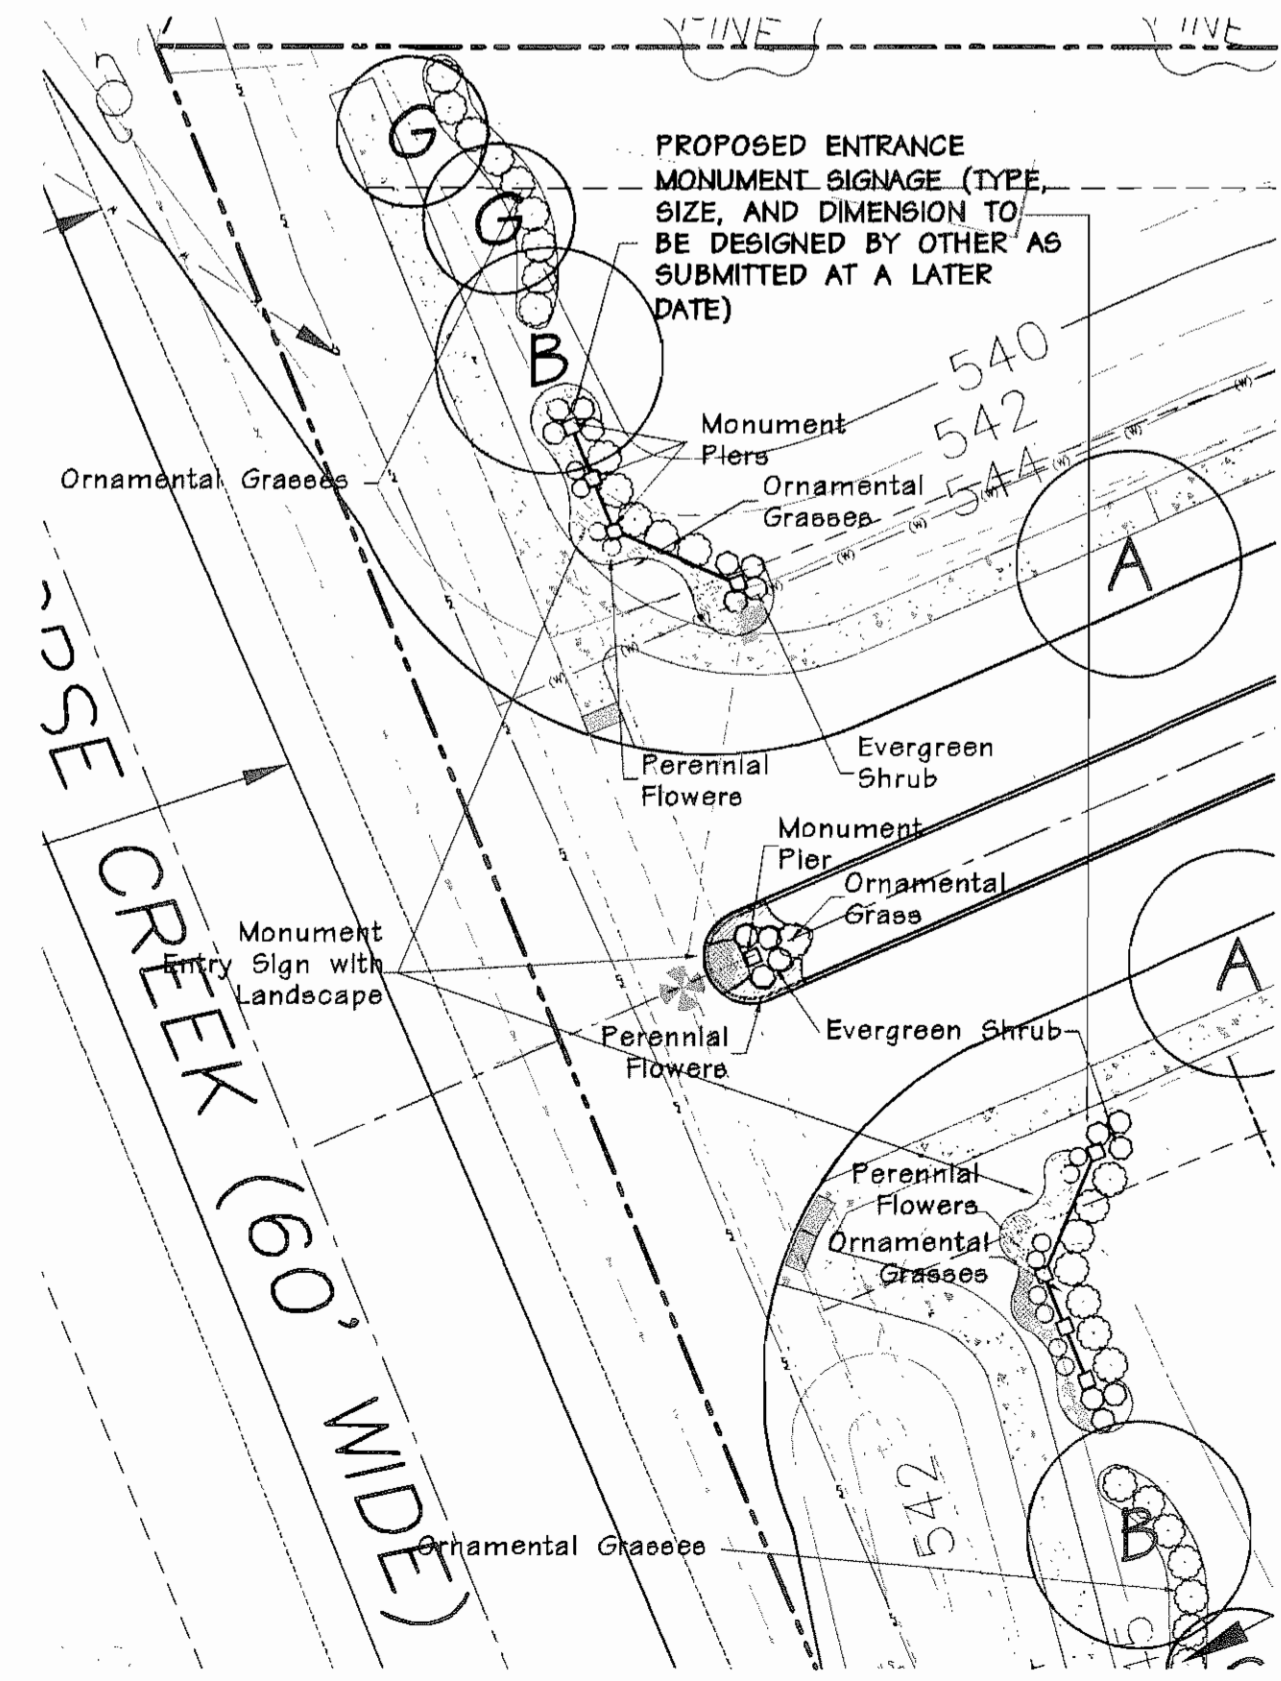 G
PROPOSED ENTRANCE
MONUMENT SIGNAGE (TYPE,
SIZE, AND DIMENSION TO
BE DESIGNED BY OTHER AS
SUBMITTED AT A LATER
DATE)
G
B
540
542
544
Monument
Piers
Ornamental Grasses
Ornamental
Grasses
(W)
(W)
(W)
(W)
(W)
(W)
(W)
(W)
(W)
A
Perennial
Flowers
Evergreen
Shrub
Monument
Pier
Ornamental
Grass
Monument
Entry Sign with
Landscape
A
Perennial
Flowers
Evergreen Shrub
Perennial
Flowers
Ornamental
Grasses
CREEK (60' WIDE)
542
B
Ornamental Grasses